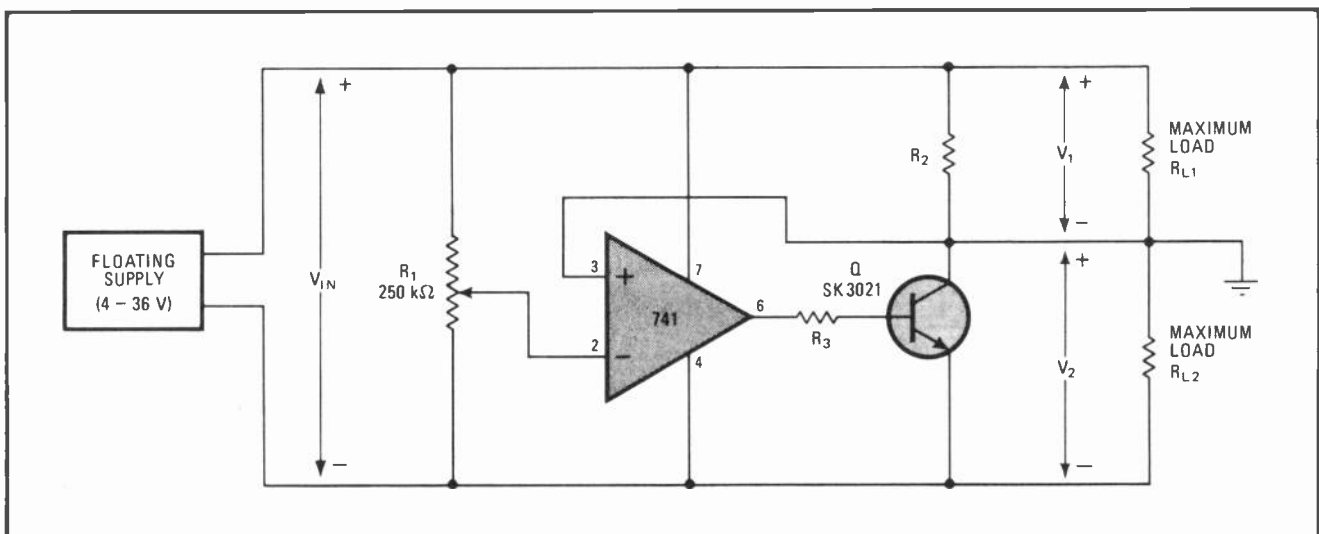 FLOATING
SUPPLY
(4 – 36 V)
+
VIN
−
R1
250 kΩ
3
+
2
−
741
7
6
4
R3
Q
SK3021
R2
+
V1
−
+
V2
−
MAXIMUM
LOAD
RL1
MAXIMUM
LOAD
RL2